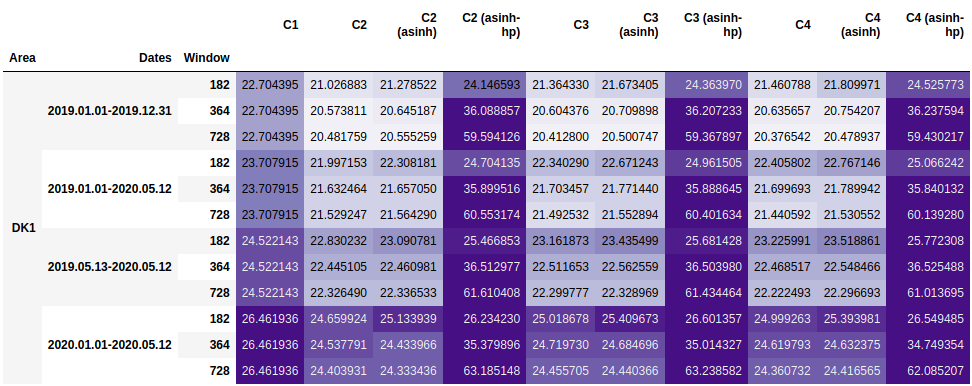 C1 C2 C2 (asinh) C2 (asinh-hp) C3 C3 (asinh) C3 (asinh-hp) C4 C4 (asinh) C4 (asinh-hp)
Area Dates Window
DK1 2019.01.01-2019.12.31 182 22.704395 21.026883 21.278522 24.146593 21.364330 21.673405 24.363970 21.460788 21.809971 24.525773
364 22.704395 20.573811 20.645187 36.088857 20.604376 20.709898 36.207233 20.635657 20.754207 36.237594
728 22.704395 20.481759 20.555259 59.594126 20.412800 20.500747 59.367897 20.376542 20.478937 59.430217
2019.01.01-2020.05.12 182 23.707915 21.997153 22.308181 24.704135 22.340290 22.671243 24.961505 22.405802 22.767146 25.066242
364 23.707915 21.632464 21.657050 35.899516 21.703457 21.771440 35.888645 21.699693 21.789942 35.840132
728 23.707915 21.529247 21.564290 60.553174 21.492532 21.552894 60.401634 21.440592 21.530552 60.139280
2019.05.13-2020.05.12 182 24.522143 22.830232 23.090781 25.466853 23.161873 23.435499 25.681428 23.225991 23.518861 25.772308
364 24.522143 22.445105 22.460981 36.512977 22.511653 22.562559 36.503980 22.468517 22.548466 36.525488
728 24.522143 22.326490 22.336533 61.610408 22.299777 22.328969 61.434464 22.222493 22.296693 61.013695
2020.01.01-2020.05.12 182 26.461936 24.659924 25.133939 26.234230 25.018678 25.409673 26.601357 24.999263 25.393981 26.549485
364 26.461936 24.537791 24.433966 35.379896 24.719730 24.684696 35.014327 24.619793 24.632375 34.749354
728 26.461936 24.403931 24.333436 63.185148 24.455705 24.440366 63.238582 24.360732 24.416565 62.085207